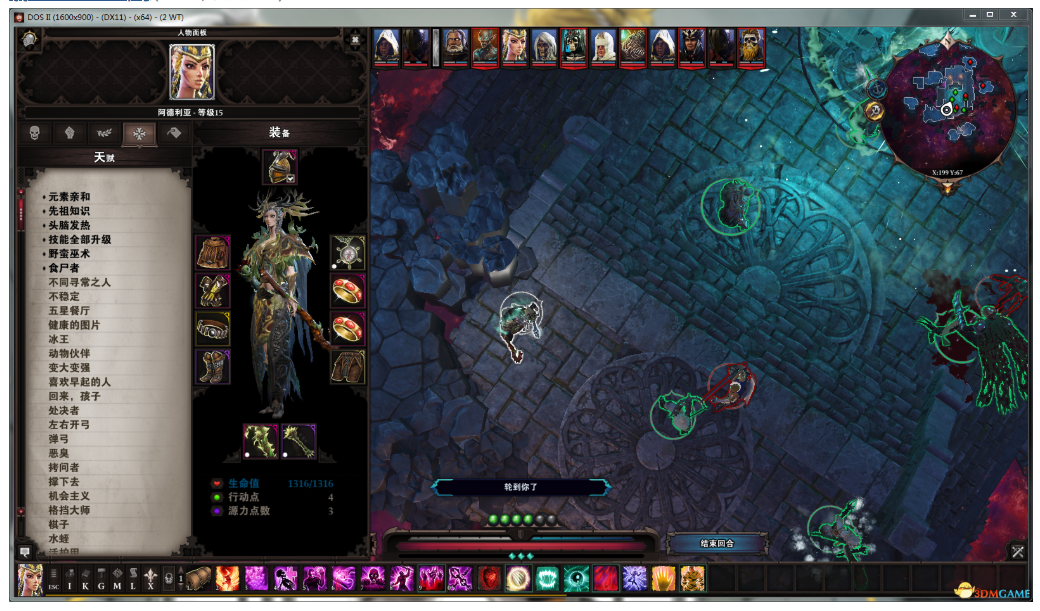 DOS II (1600x900) - (DX11) - (x64) - (2 WT)
人物面板
阿德利亚 - 等级15
天赋
装备
元素亲和
先祖知识
头脑发热
技能全部升级
野蛮巫术
食尸者
不同寻常之人
不稳定
五星餐厅
健康的图片
冰王
动物伙伴
变大变强
喜欢早起的人
回来,孩子
处决者
左右开弓
弹弓
恶臭
拷问者
撑下去
机会主义
格挡大师
棋子
水蛭
生命值 1316/1316
行动点 4
源力点数 3
X:199 Y:67
轮到你了
结束回合
ESC I K G M L X
1
3DMGAME